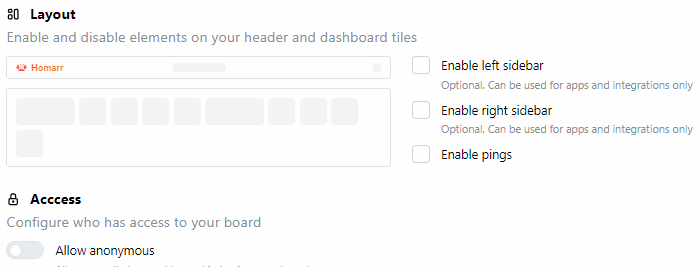 Layout
Enable and disable elements on your header and dashboard tiles
Homarr
Enable left sidebar
Optional. Can be used for apps and integrations only
Enable right sidebar
Optional. Can be used for apps and integrations only
Enable pings
Acccess
Configure who has access to your board
Allow anonymous